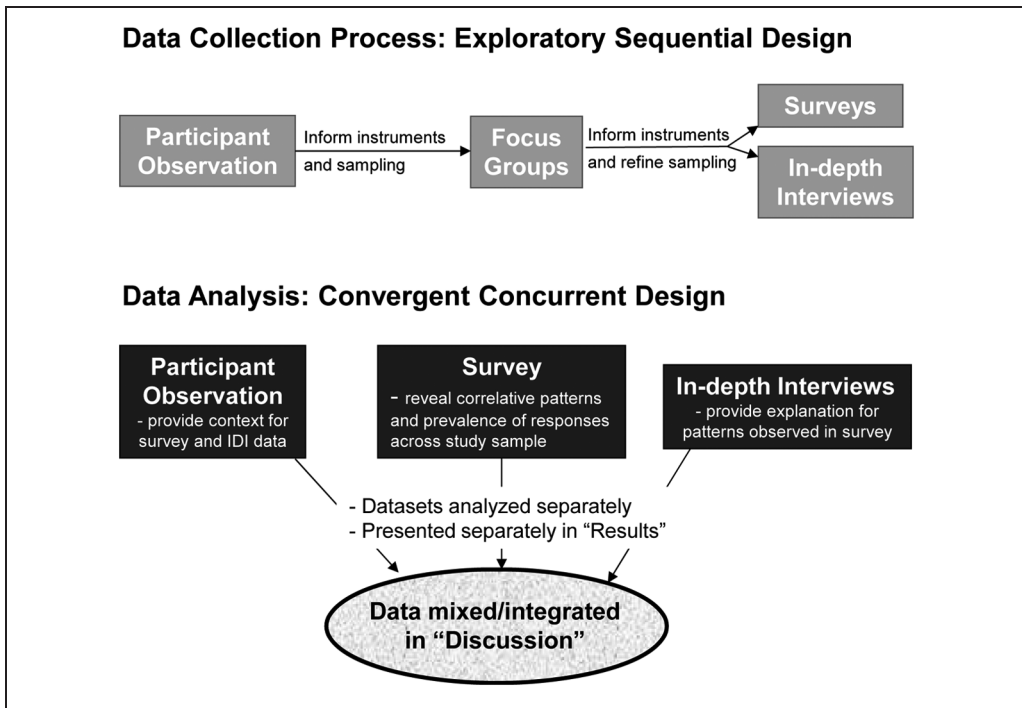 Data Collection Process: Exploratory Sequential Design
Participant
Observation
Inform instruments
and sampling
Focus
Groups
Inform instruments
and refine sampling
Surveys
In-depth
Interviews
Data Analysis: Convergent Concurrent Design
Participant
Observation
- provide context for
survey and IDI data
Survey
- reveal correlative patterns
and prevalence of responses
across study sample
In-depth Interviews
- provide explanation for
patterns observed in survey
- Datasets analyzed separately
- Presented separately in “Results”
Data mixed/integrated
in “Discussion”